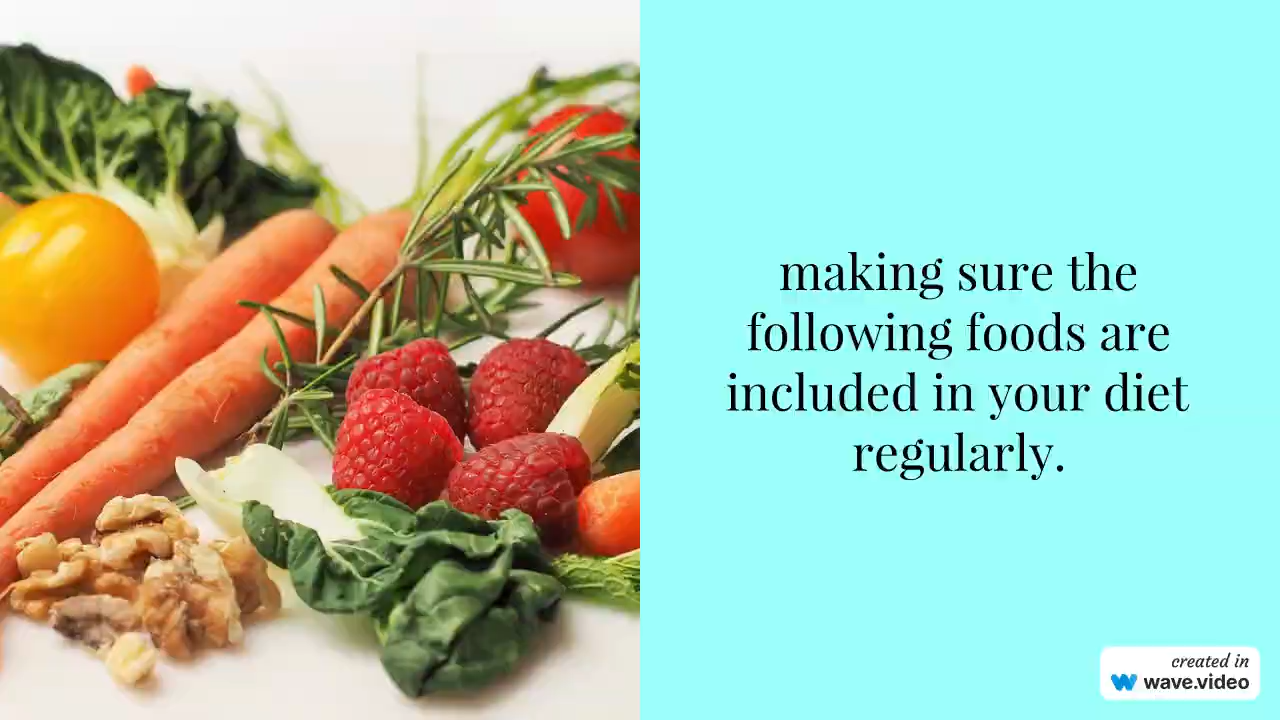 making sure the
following foods are
included in your diet
regularly.
created in
wave.video